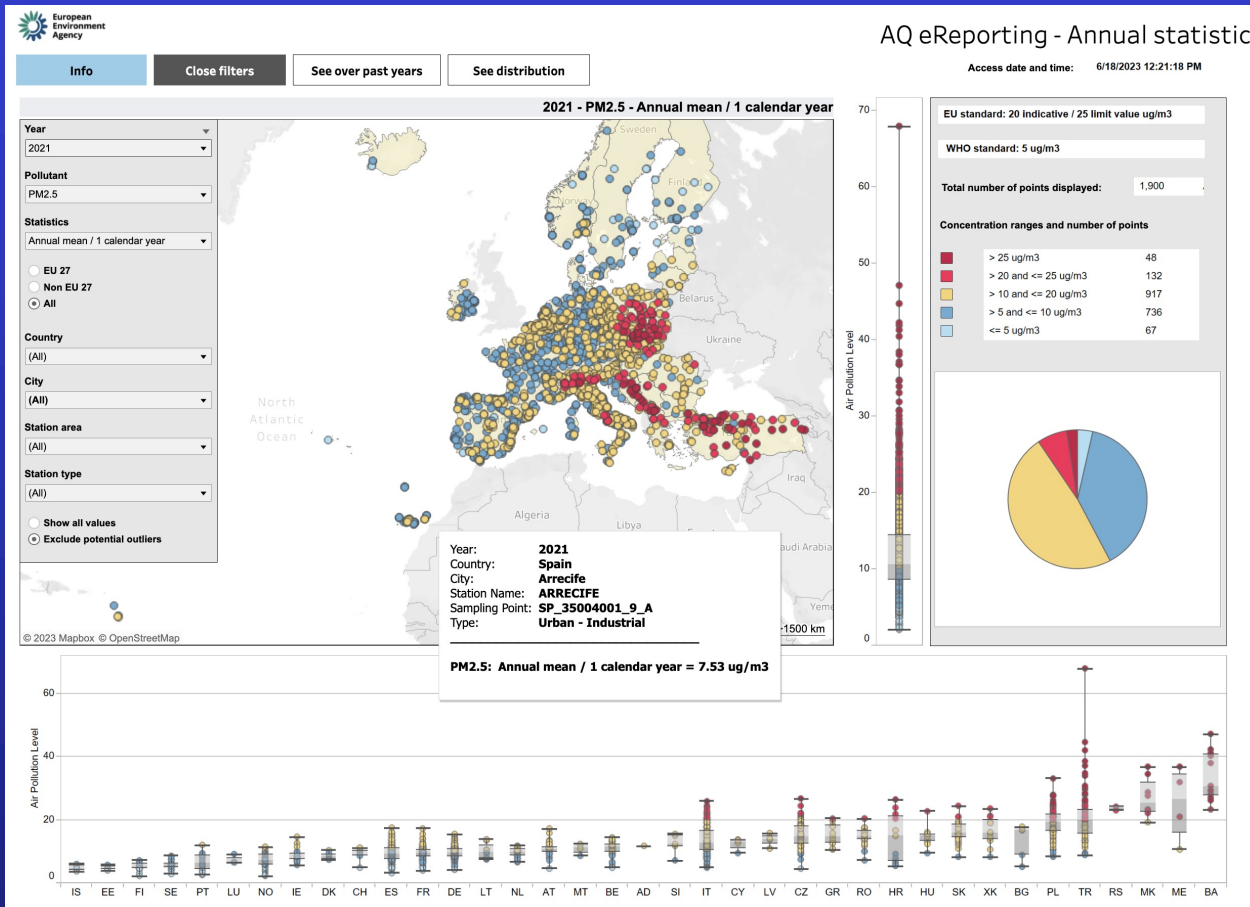 European
Environment
Agency
AQ eReporting - Annual statistic
Info
Close filters
See over past years
See distribution
Access date and time: 6/18/2023 12:21:18 PM
2021 - PM2.5 - Annual mean / 1 calendar year
Year
2021
Pollutant
PM2.5
Statistics
Annual mean / 1 calendar year
EU 27
Non EU 27
All
Country
(All)
City
(All)
Station area
(All)
Station type
(All)
Show all values
Exclude potential outliers
Sweden
Finland
Norway
Belarus
Ukraine
North
Atlantic
Ocean
Iraq
Algeria
Libya
audi Arabia
Yeme
1500 km
© 2023 Mapbox © OpenStreetMap
Year: 2021
Country: Spain
City: Arrecife
Station Name: ARRECIFE
Sampling Point: SP_35004001_9_A
Type: Urban - Industrial
PM2.5: Annual mean / 1 calendar year = 7.53 ug/m3
70
60
50
40
30
20
10
0
Air Pollution Level
EU standard: 20 indicative / 25 limit value ug/m3
WHO standard: 5 ug/m3
Total number of points displayed: 1,900
Concentration ranges and number of points
> 25 ug/m3 48
> 20 and <= 25 ug/m3 132
> 10 and <= 20 ug/m3 917
> 5 and <= 10 ug/m3 736
<= 5 ug/m3 67
60
40
20
0
Air Pollution Level
IS EE FI SE PT LU NO IE DK CH ES FR DE LT NL AT MT BE AD SI IT CY LV CZ GR RO HR HU SK XK BG PL TR RS MK ME BA